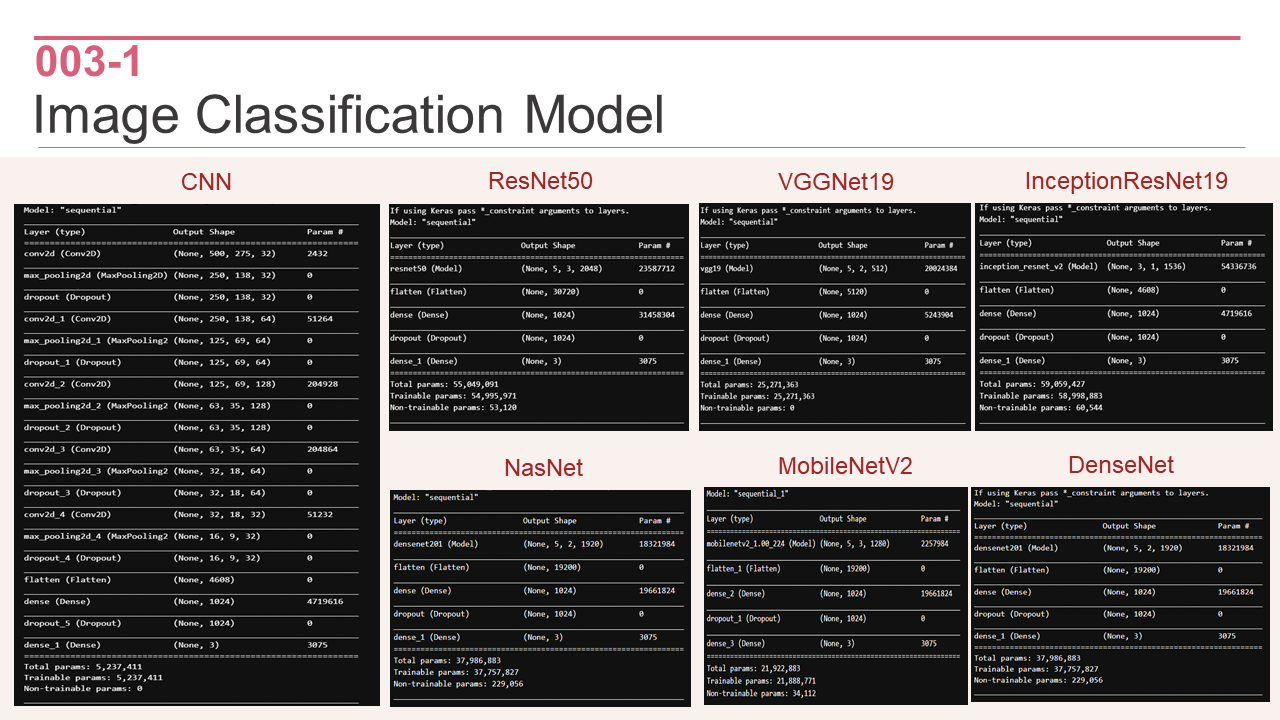 003-1
Image Classification Model
CNN
Model: "sequential"
Layer (type) Output Shape Param #
conv2d (Conv2D) (None, 500, 275, 32) 2432
max_pooling2d (MaxPooling2D) (None, 250, 138, 32) 0
dropout (Dropout) (None, 250, 138, 32) 0
conv2d_1 (Conv2D) (None, 250, 138, 64) 51264
max_pooling2d_1 (MaxPooling2 (None, 125, 69, 64) 0
dropout_1 (Dropout) (None, 125, 69, 64) 0
conv2d_2 (Conv2D) (None, 125, 69, 128) 204928
max_pooling2d_2 (MaxPooling2 (None, 63, 35, 128) 0
dropout_2 (Dropout) (None, 63, 35, 128) 0
conv2d_3 (Conv2D) (None, 63, 35, 64) 204864
max_pooling2d_3 (MaxPooling2 (None, 32, 18, 64) 0
dropout_3 (Dropout) (None, 32, 18, 64) 0
conv2d_4 (Conv2D) (None, 32, 18, 32) 51232
max_pooling2d_4 (MaxPooling2 (None, 16, 9, 32) 0
dropout_4 (Dropout) (None, 16, 9, 32) 0
flatten (Flatten) (None, 4608) 0
dense (Dense) (None, 1024) 4719616
dropout_5 (Dropout) (None, 1024) 0
dense_1 (Dense) (None, 3) 3075
Total params: 5,237,411
Trainable params: 5,237,411
Non-trainable params: 0
ResNet50
If using Keras pass *_constraint arguments to layers.
Model: "sequential"
Layer (type) Output Shape Param #
resnet50 (Model) (None, 5, 3, 2048) 23587712
flatten (Flatten) (None, 30720) 0
dense (Dense) (None, 1024) 31458304
dropout (Dropout) (None, 1024) 0
dense_1 (Dense) (None, 3) 3075
Total params: 55,049,091
Trainable params: 54,995,971
Non-trainable params: 53,120
VGGNet19
If using Keras pass *_constraint arguments to layers.
Model: "sequential"
Layer (type) Output Shape Param #
vgg19 (Model) (None, 5, 2, 512) 20024384
flatten (Flatten) (None, 5120) 0
dense (Dense) (None, 1024) 5243904
dropout (Dropout) (None, 1024) 0
dense_1 (Dense) (None, 3) 3075
Total params: 25,271,363
Trainable params: 25,271,363
Non-trainable params: 0
InceptionResNet19
If using Keras pass *_constraint arguments to layers.
Model: "sequential"
Layer (type) Output Shape Param #
inception_resnet_v2 (Model) (None, 3, 1, 1536) 54336736
flatten (Flatten) (None, 4608) 0
dense (Dense) (None, 1024) 4719616
dropout (Dropout) (None, 1024) 0
dense_1 (Dense) (None, 3) 3075
Total params: 59,059,427
Trainable params: 58,998,883
Non-trainable params: 60,544
NasNet
Model: "sequential"
Layer (type) Output Shape Param #
densenet201 (Model) (None, 5, 2, 1920) 18321984
flatten (Flatten) (None, 19200) 0
dense (Dense) (None, 1024) 19661824
dropout (Dropout) (None, 1024) 0
dense_1 (Dense) (None, 3) 3075
Total params: 37,986,883
Trainable params: 37,757,827
Non-trainable params: 229,056
MobileNetV2
Model: "sequential_1"
Layer (type) Output Shape Param #
mobilenetv2_1.00_224 (Model) (None, 5, 3, 1280) 2257984
flatten_1 (Flatten) (None, 19200) 0
dense_2 (Dense) (None, 1024) 19661824
dropout_1 (Dropout) (None, 1024) 0
dense_3 (Dense) (None, 3) 3075
Total params: 21,922,883
Trainable params: 21,888,771
Non-trainable params: 34,112
DenseNet
If using Keras pass *_constraint arguments to layers.
Model: "sequential"
Layer (type) Output Shape Param #
densenet201 (Model) (None, 5, 2, 1920) 18321984
flatten (Flatten) (None, 19200) 0
dense (Dense) (None, 1024) 19661824
dropout (Dropout) (None, 1024) 0
dense_1 (Dense) (None, 3) 3075
Total params: 37,986,883
Trainable params: 37,757,827
Non-trainable params: 229,056